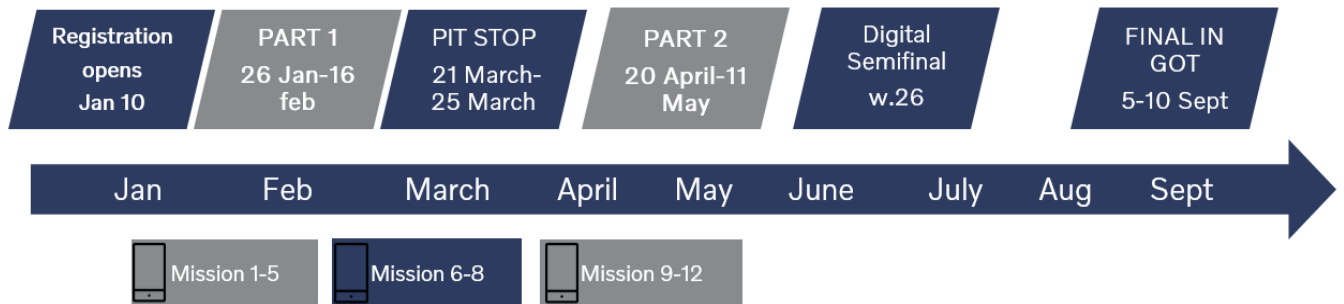 Registration
opens
Jan 10
PART 1
26 Jan-16
feb
PIT STOP
21 March-
25 March
PART 2
20 April-11
May
Digital
Semifinal
w.26
FINAL IN
GOT
5-10 Sept
Jan Feb March April May June July Aug Sept
Mission 1-5
Mission 6-8
Mission 9-12